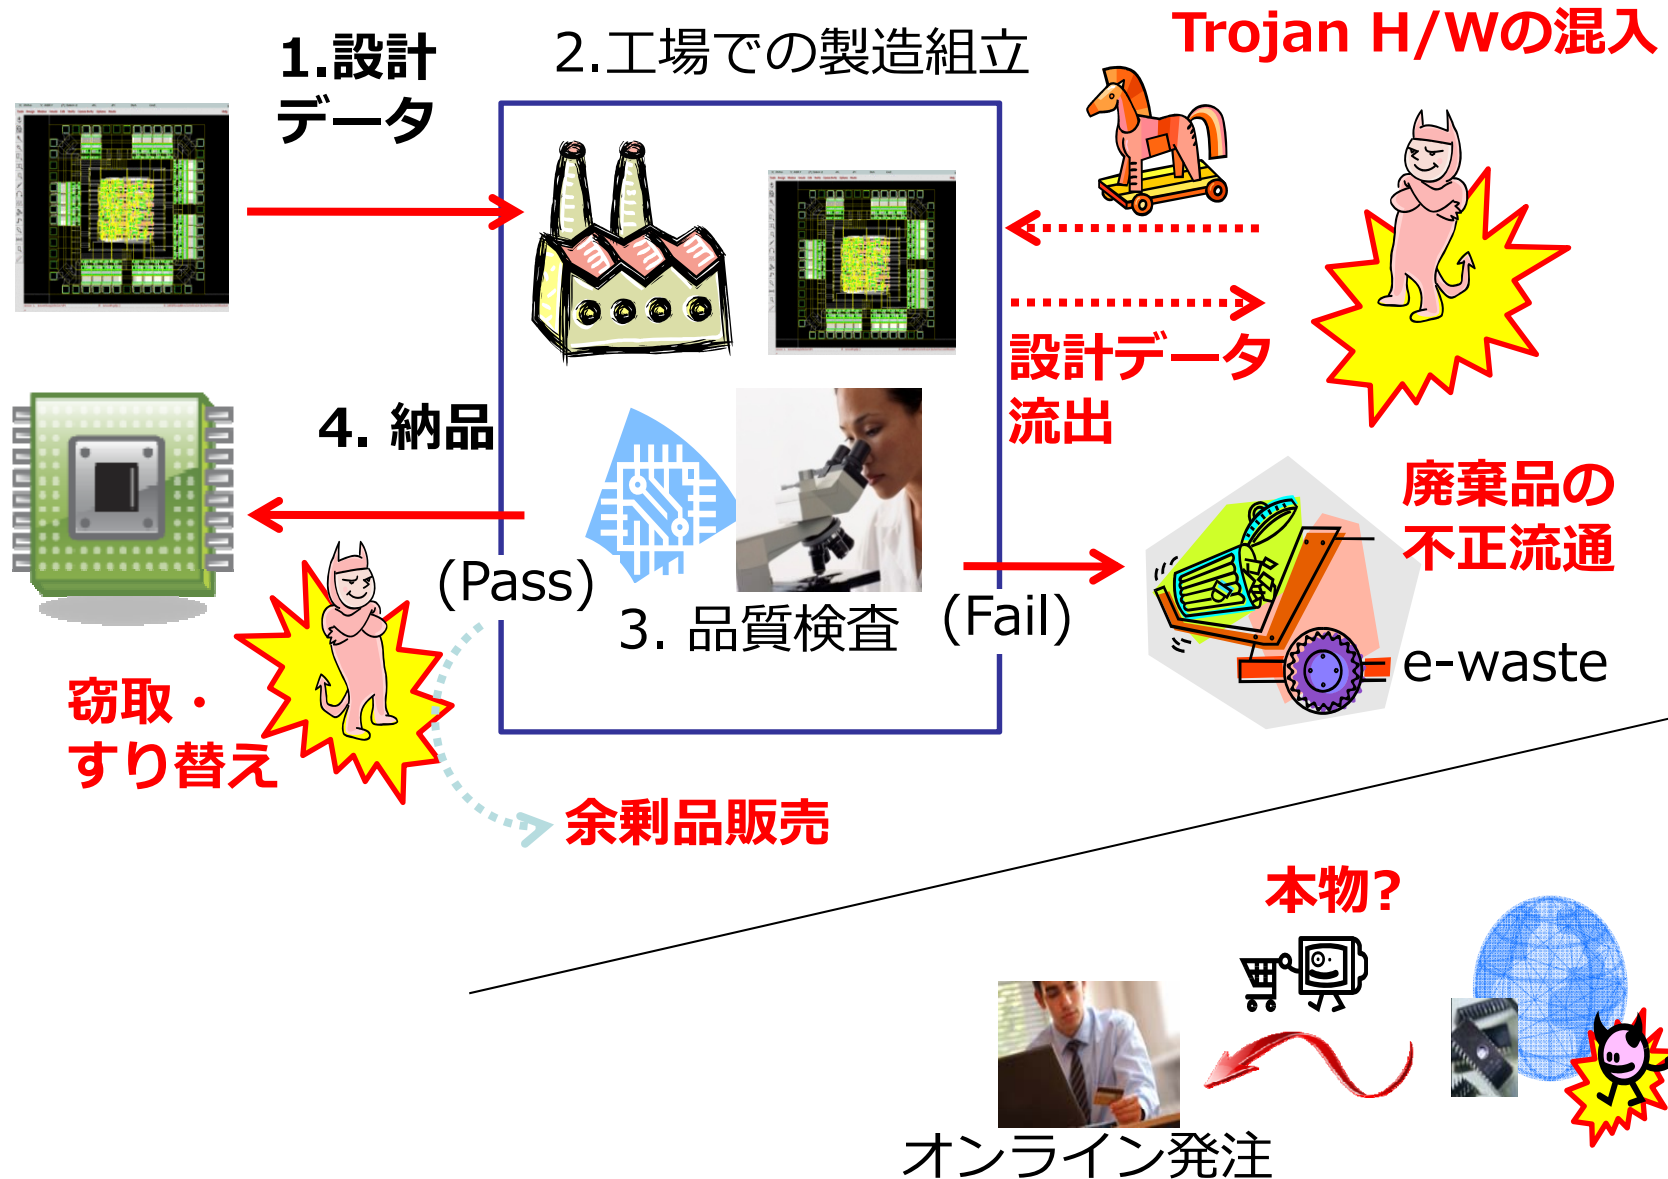 1.設計
データ
2.工場での製造組立
Trojan H/Wの混入
設計データ
流出
4. 納品
(Pass)
3. 品質検査
(Fail)
廃棄品の
不正流通
e-waste
窃取・
すり替え
余剰品販売
本物?
オンライン発注